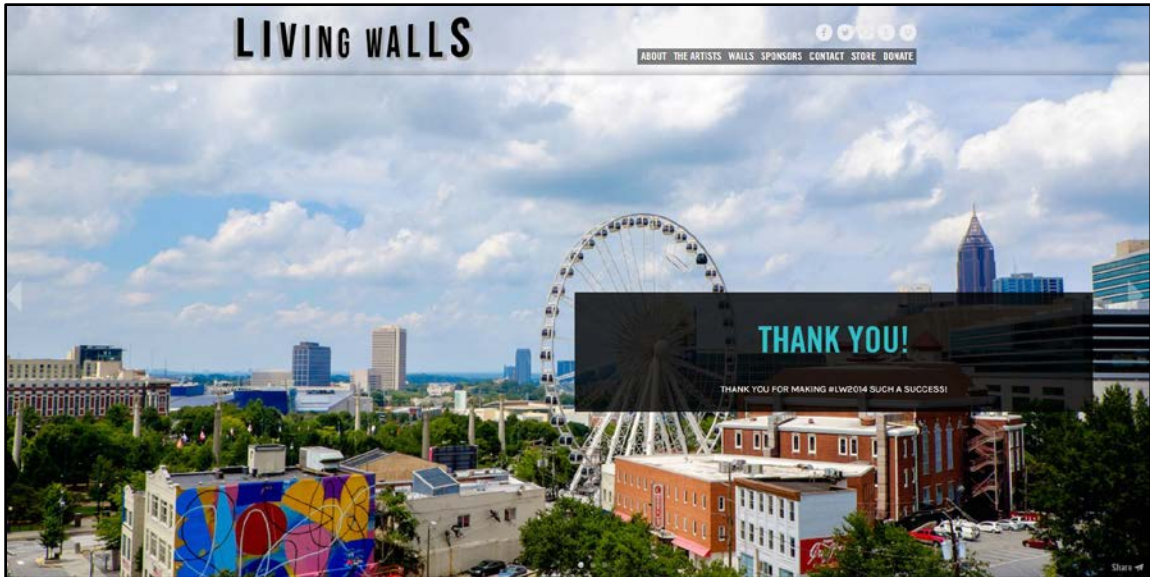 LIVING WALLS
ABOUT THE ARTISTS WALLS SPONSORS CONTACT STORE DONATE
THANK YOU!
THANK YOU FOR MAKING #LW2014 SUCH A SUCCESS!
Share